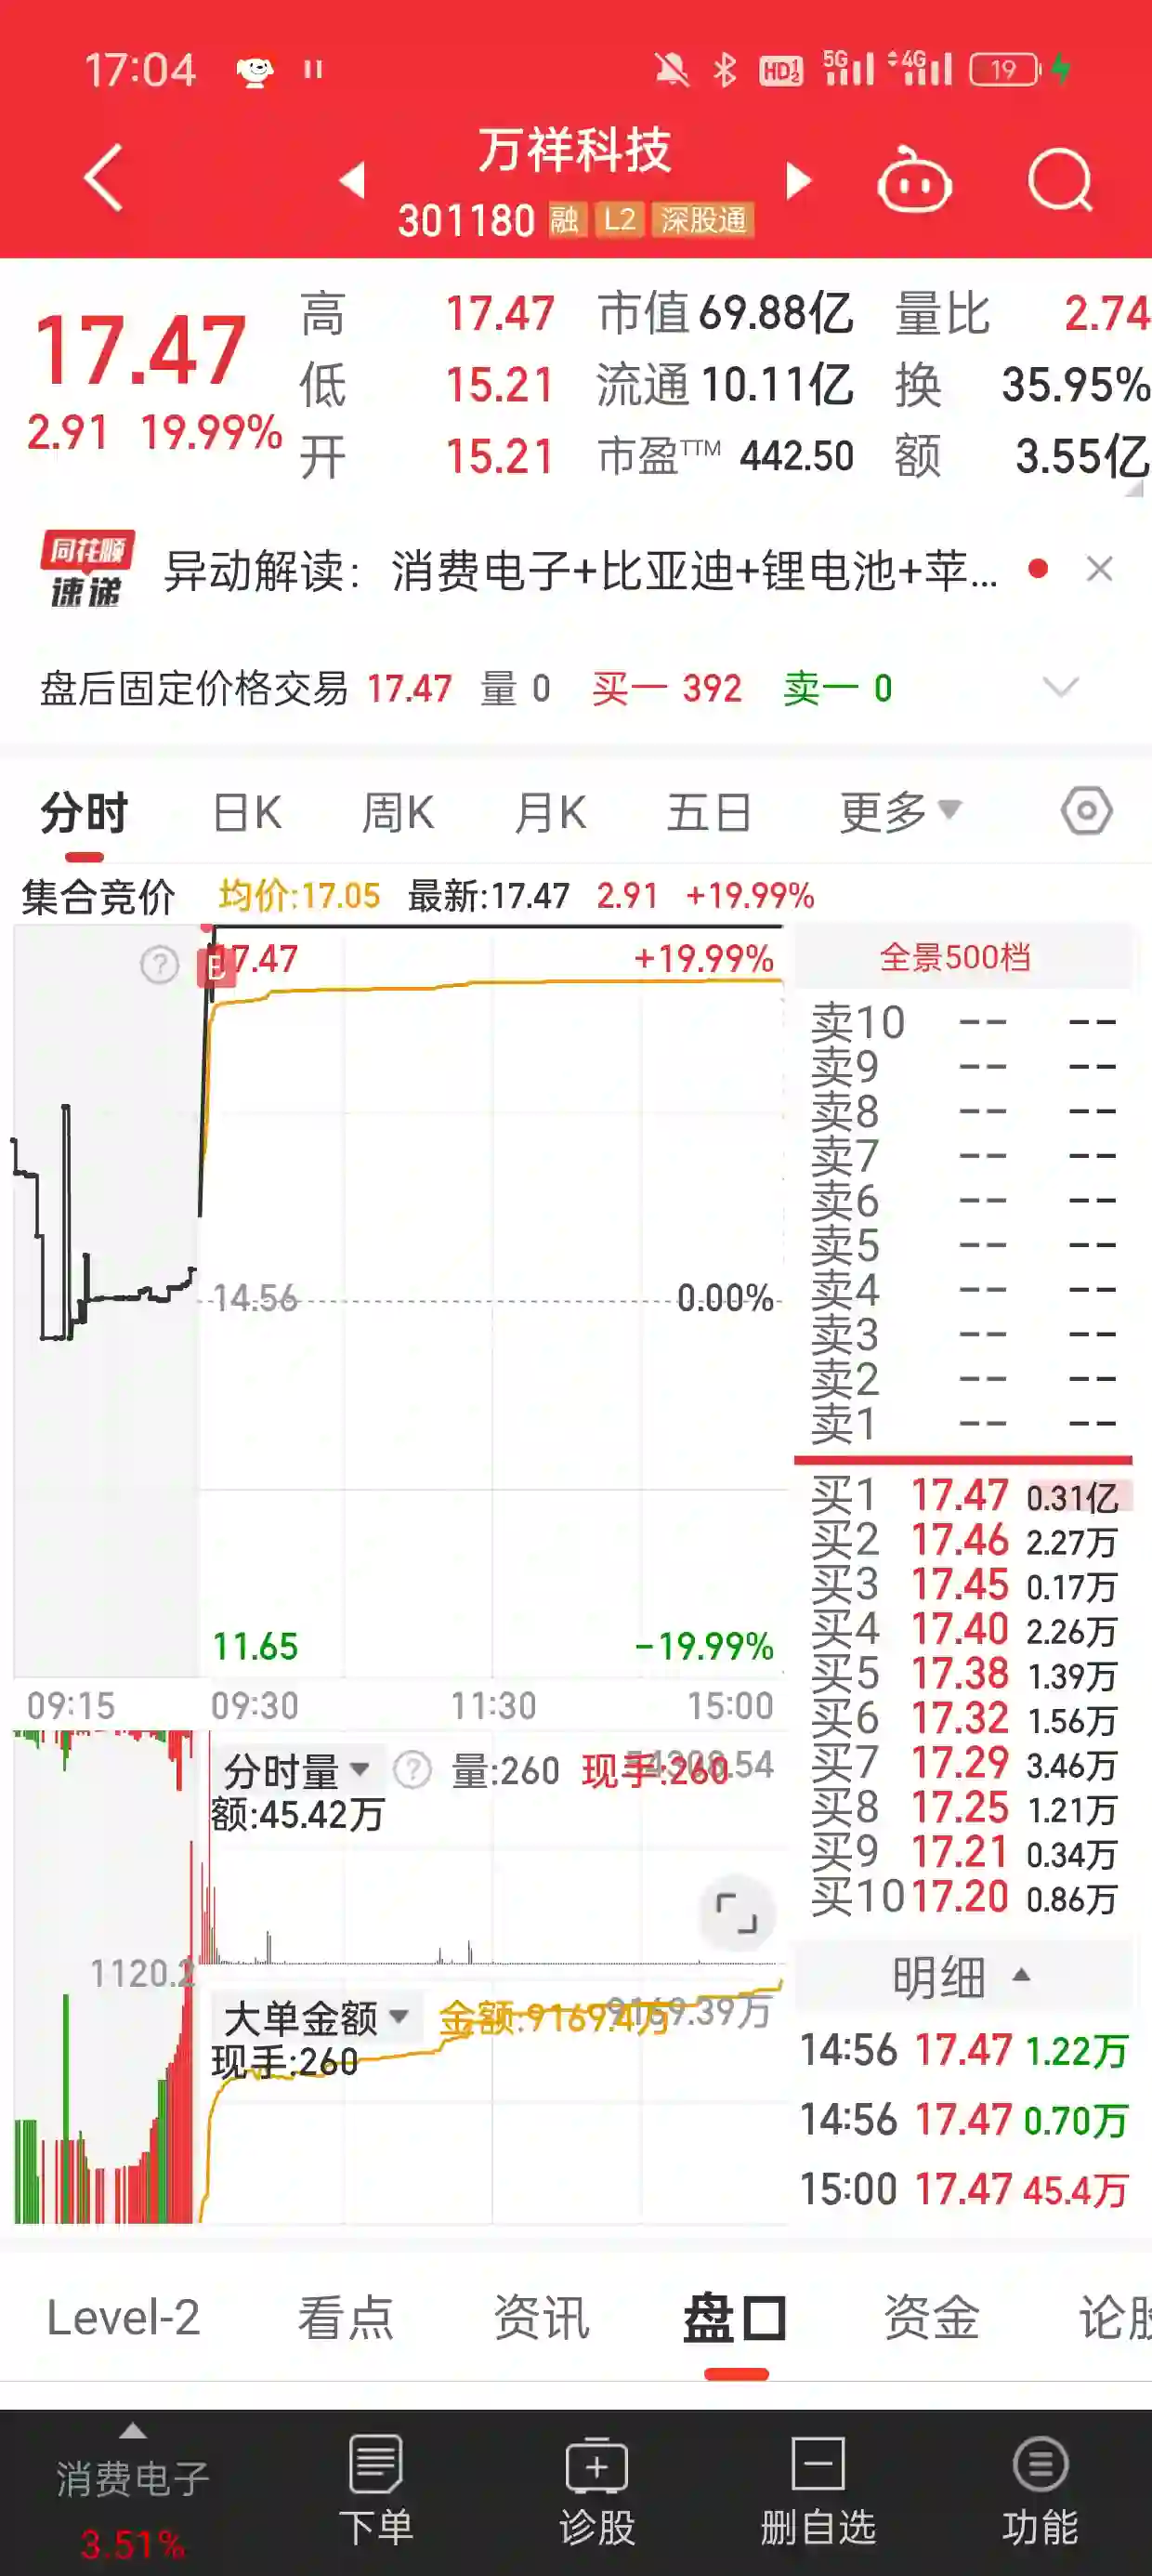 17:04 HD 1 2 5G 4G 19
万祥科技
301180 融 L2 深股通
17.47
2.91 19.99%
高 17.47 市值 69.88亿 量比 2.74
低 15.21 流通 10.11亿 换 35.95%
开 15.21 市盈TTM 442.50 额 3.55亿
同花顺
速递
异动解读：消费电子+比亚迪+锂电池+苹...
盘后固定价格交易 17.47 量 0 买一 392 卖一 0
分时 日K 周K 月K 五日 更多
集合竞价 均价:17.05 最新:17.47 2.91 +19.99%
17.47 +19.99%
14.56 0.00%
11.65 -19.99%
09:15 09:30 11:30 15:00
全景500档
卖10 -- --
卖9 -- --
卖8 -- --
卖7 -- --
卖6 -- --
卖5 -- --
卖4 -- --
卖3 -- --
卖2 -- --
卖1 -- --
买1 17.47 0.31亿
买2 17.46 2.27万
买3 17.45 0.17万
买4 17.40 2.26万
买5 17.38 1.39万
买6 17.32 1.56万
买7 17.29 3.46万
买8 17.25 1.21万
买9 17.21 0.34万
买10 17.20 0.86万
分时量 ? 量:260 现手:260
额:45.42万
1120.2
大单金额 金额:9169.4万 9169.39万
现手:260
明细
14:56 17.47 1.22万
14:56 17.47 0.70万
15:00 17.47 45.4万
Level-2 看点 资讯 盘口 资金 论股
消费电子
3.51%
下单 诊股 删自选 功能